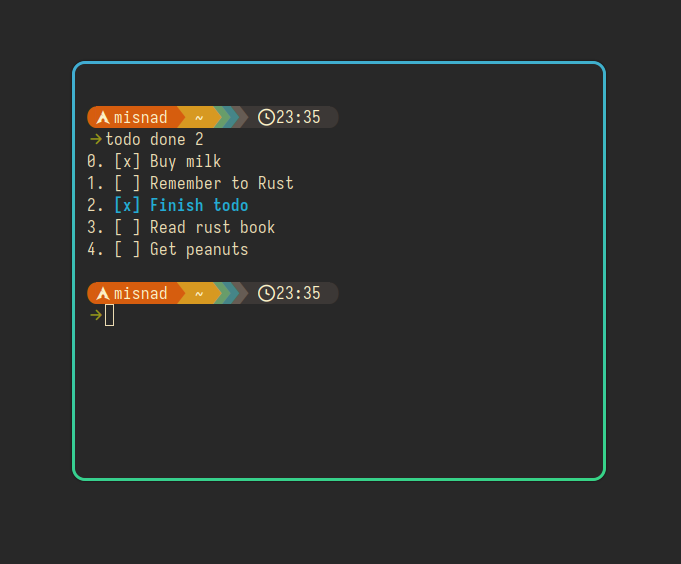 misnad ~ 23:35
→todo done 2
0. [x] Buy milk
1. [ ] Remember to Rust
2. [x] Finish todo
3. [ ] Read rust book
4. [ ] Get peanuts
misnad ~ 23:35
→